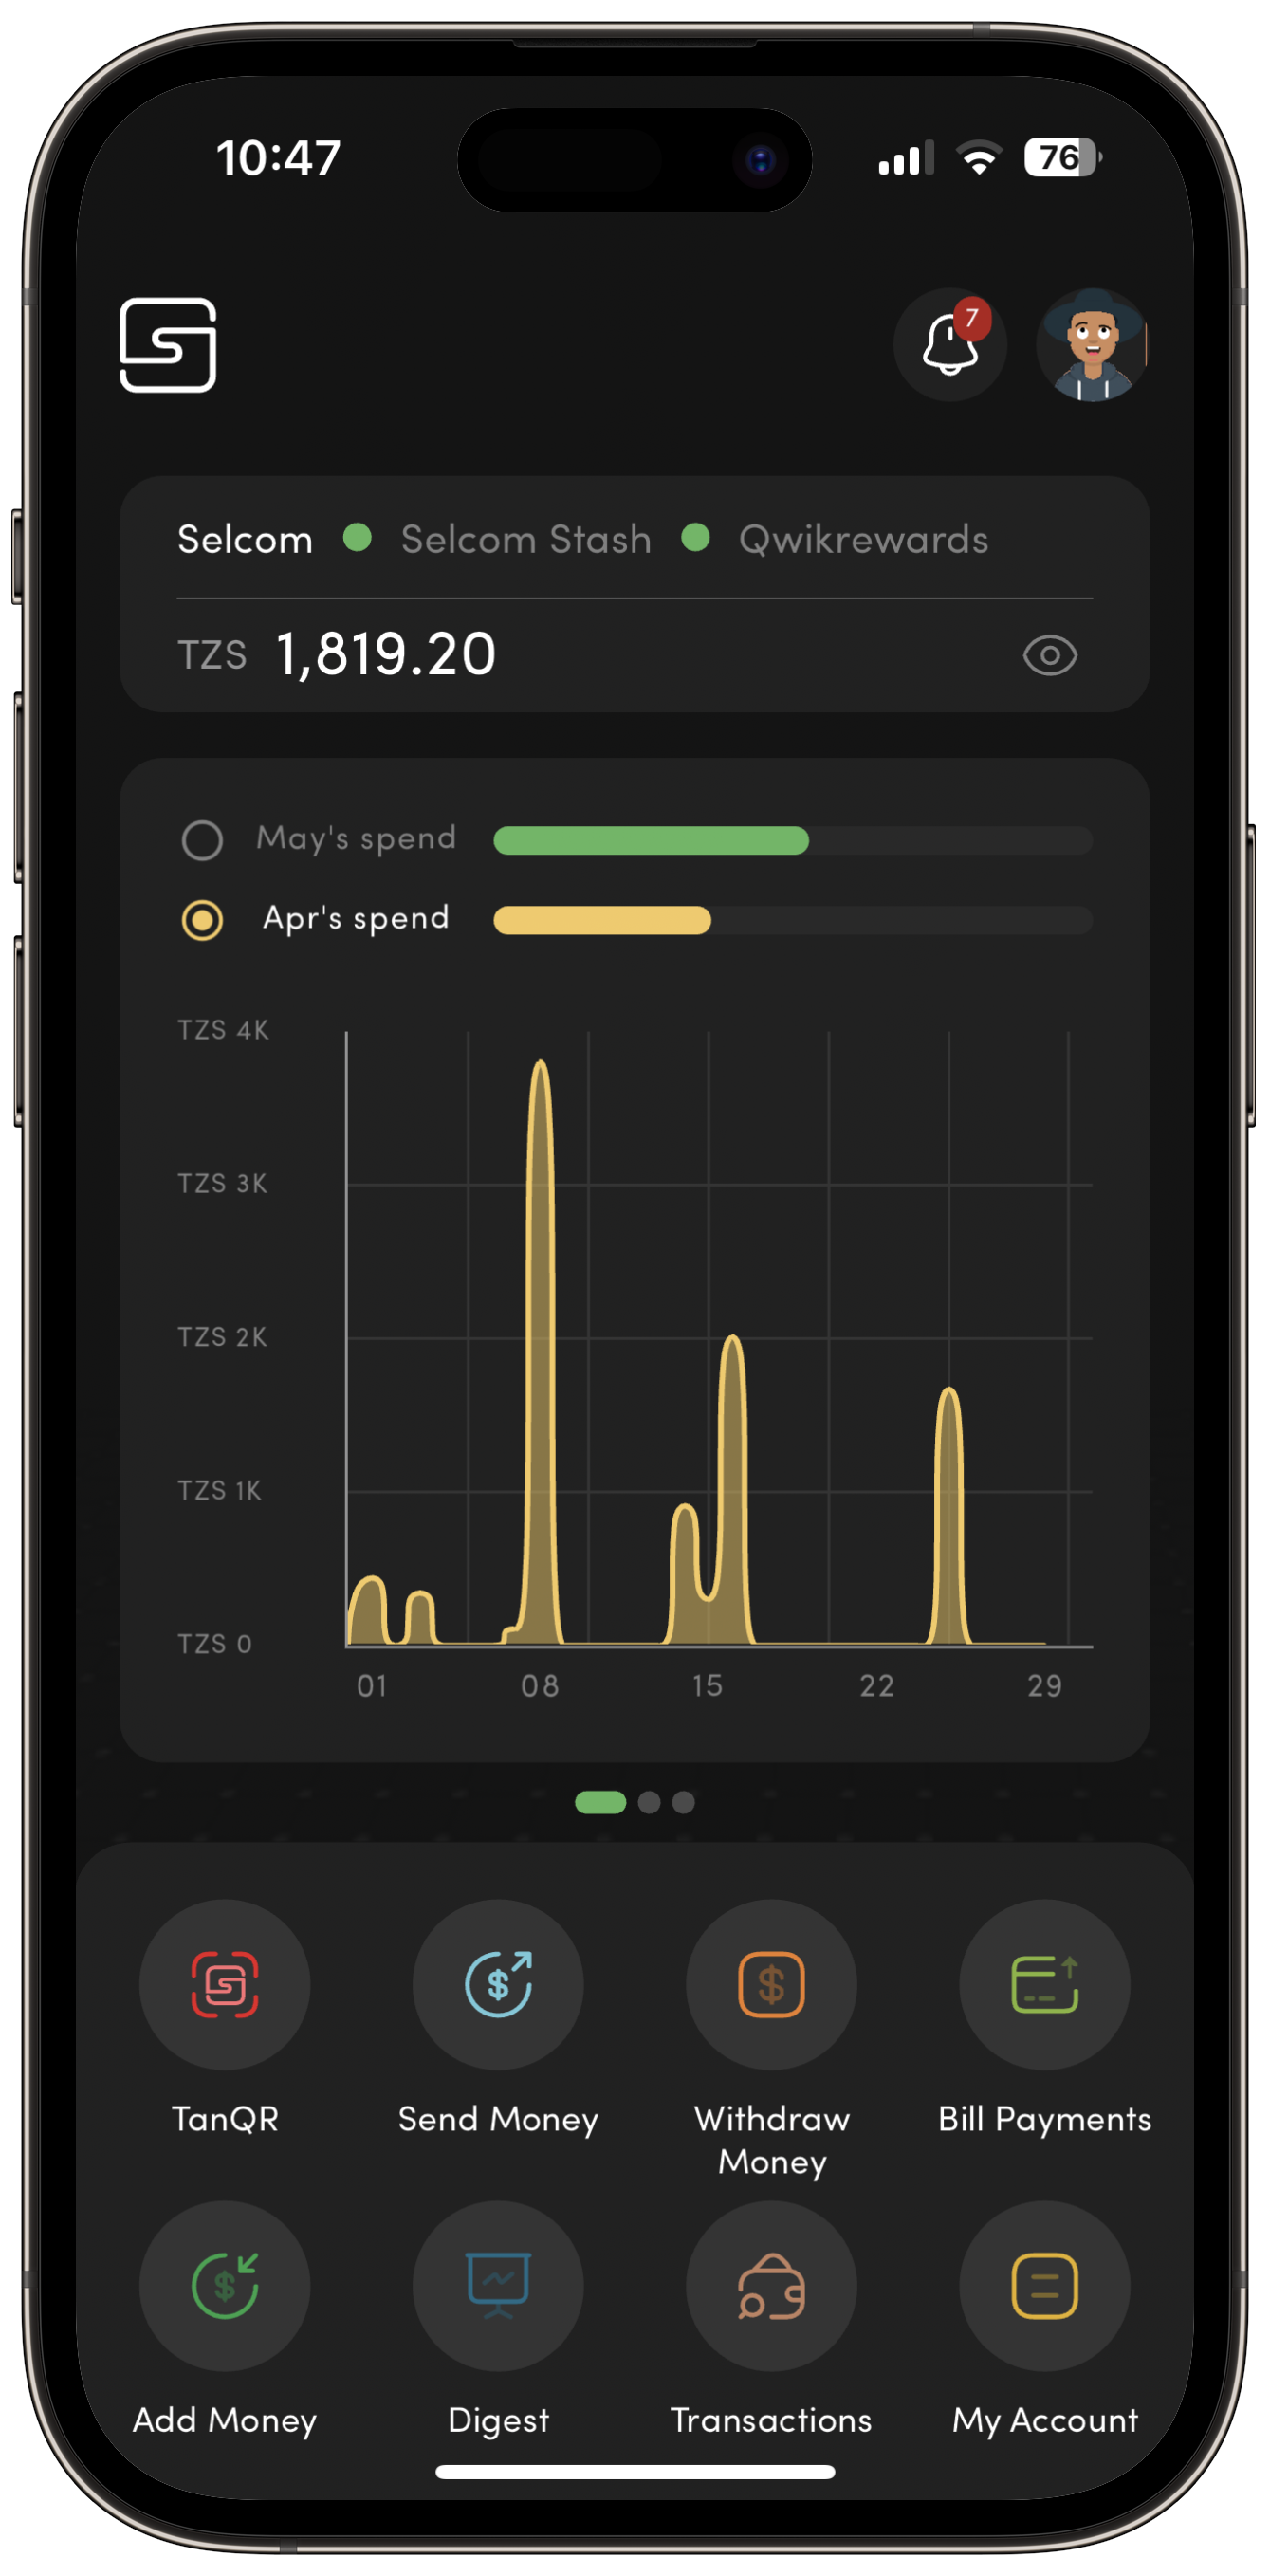 10:47
76
7
Selcom Selcom Stash Qwikrewards
TZS 1,819.20
May's spend
Apr's spend
TZS 4K
TZS 3K
TZS 2K
TZS 1K
TZS 0
01 08 15 22 29
TanQR Send Money Withdraw Bill Payments
Money
Add Money Digest Transactions My Account